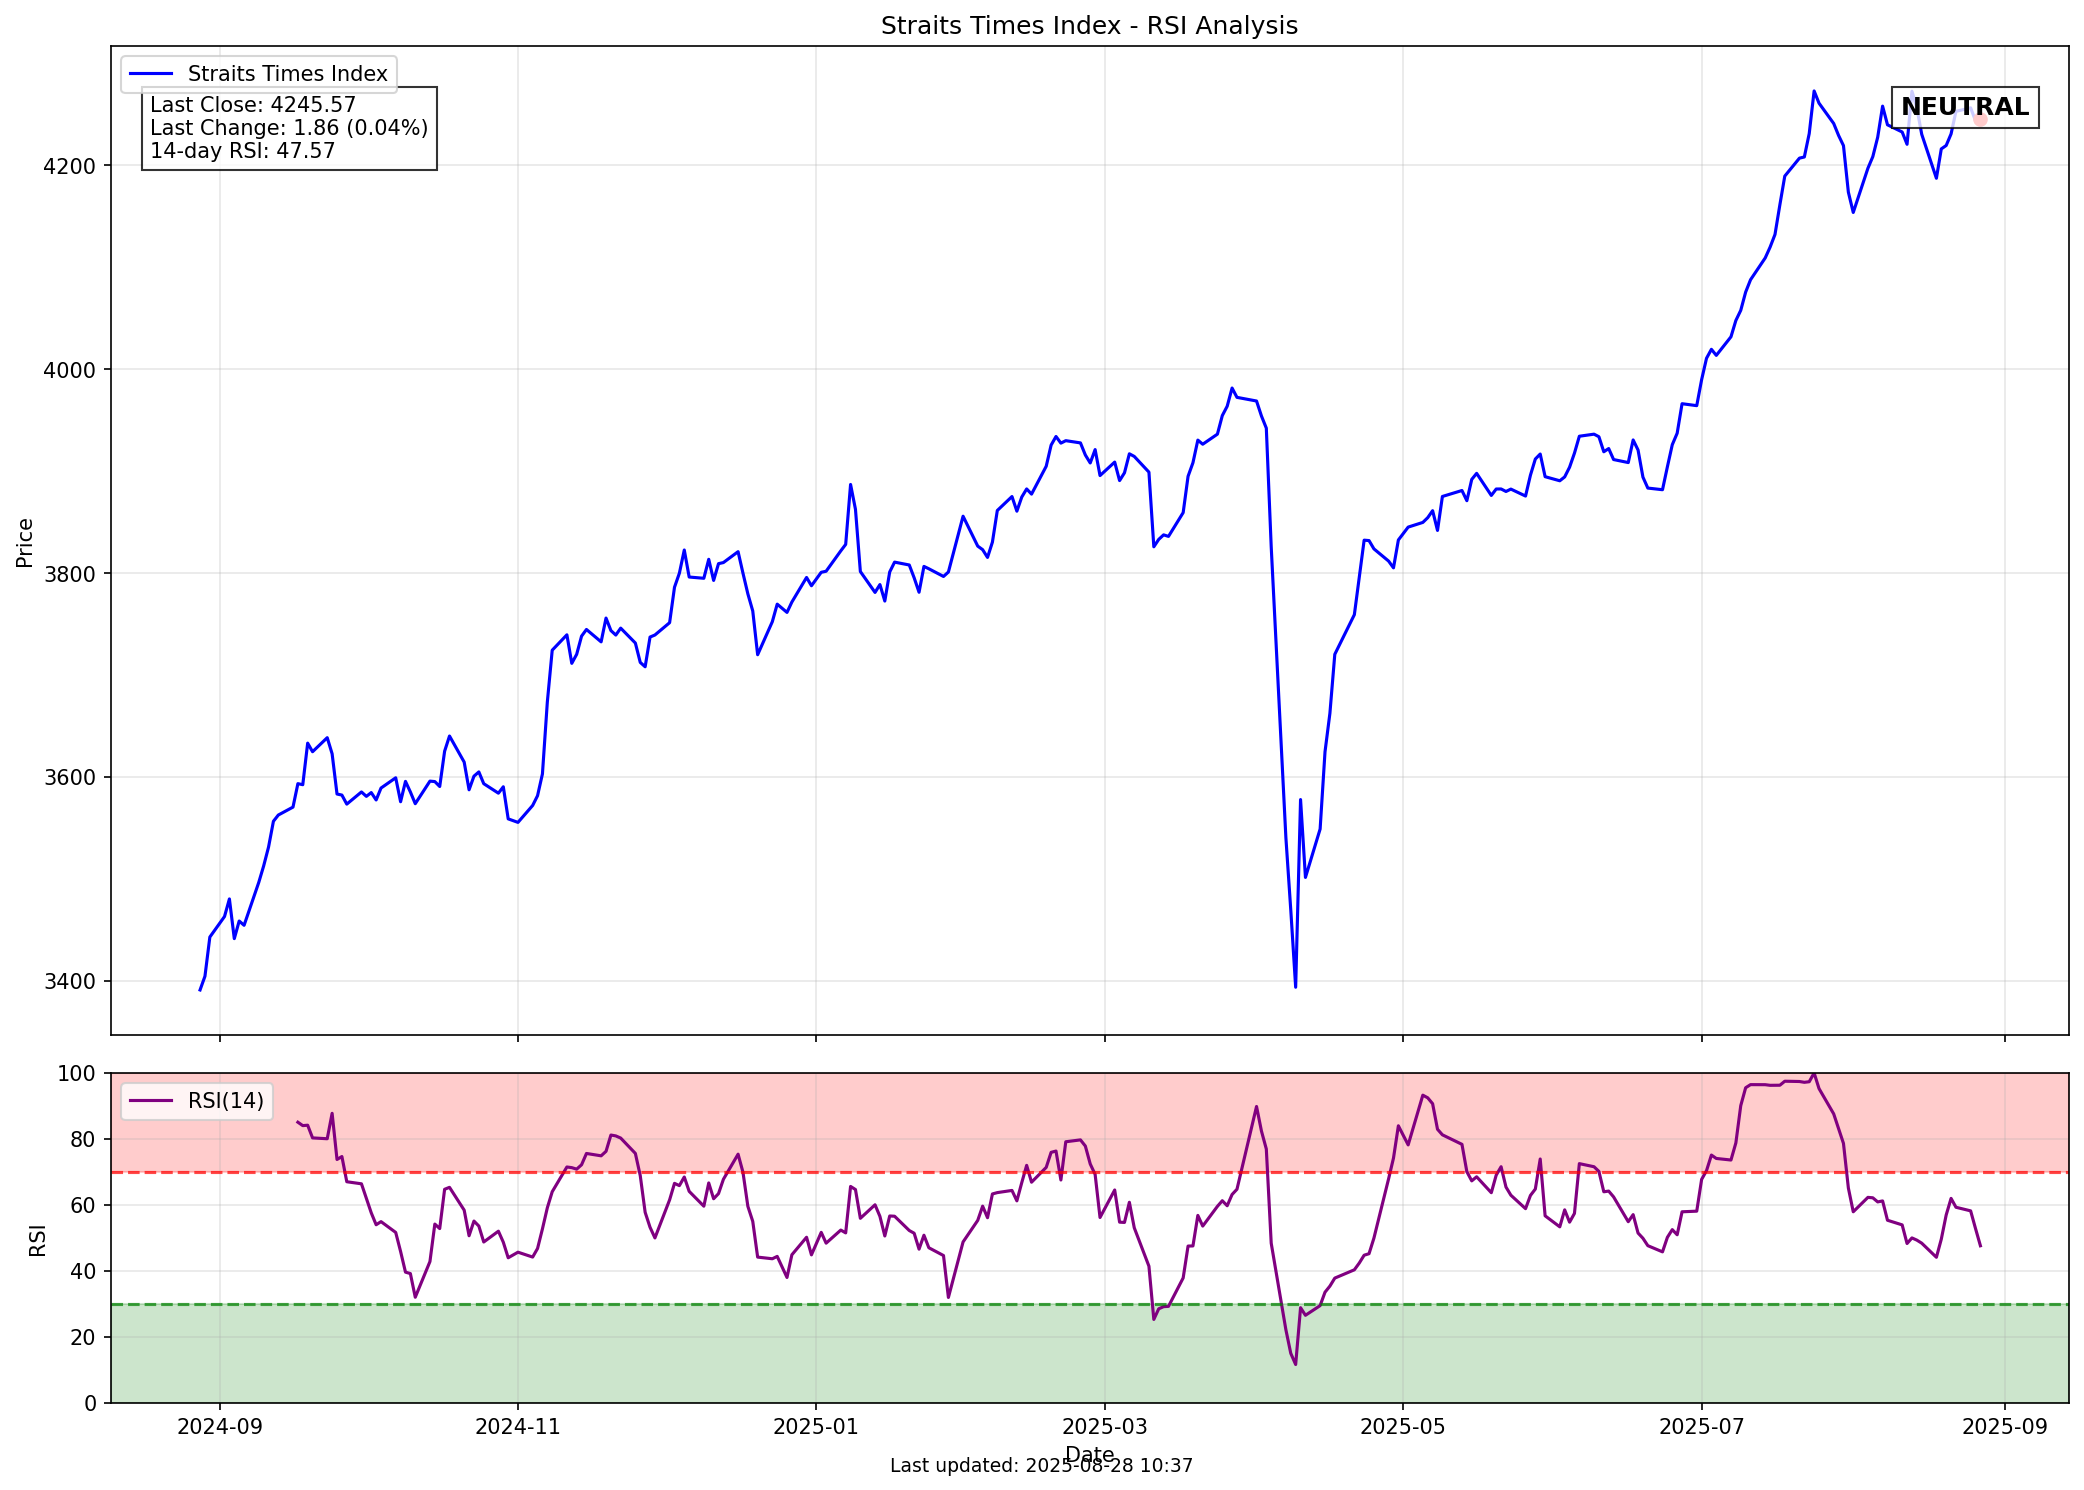 Straits Times Index - RSI Analysis
Straits Times Index
Last Close: 4245.57
Last Change: 1.86 (0.04%)
14-day RSI: 47.57
NEUTRAL
Price
4200
4000
3800
3600
3400
RSI(14)
RSI
100
80
60
40
20
0
2024-09 2024-11 2025-01 2025-03 2025-05 2025-07 2025-09
Date
Last updated: 2025-08-28 10:37